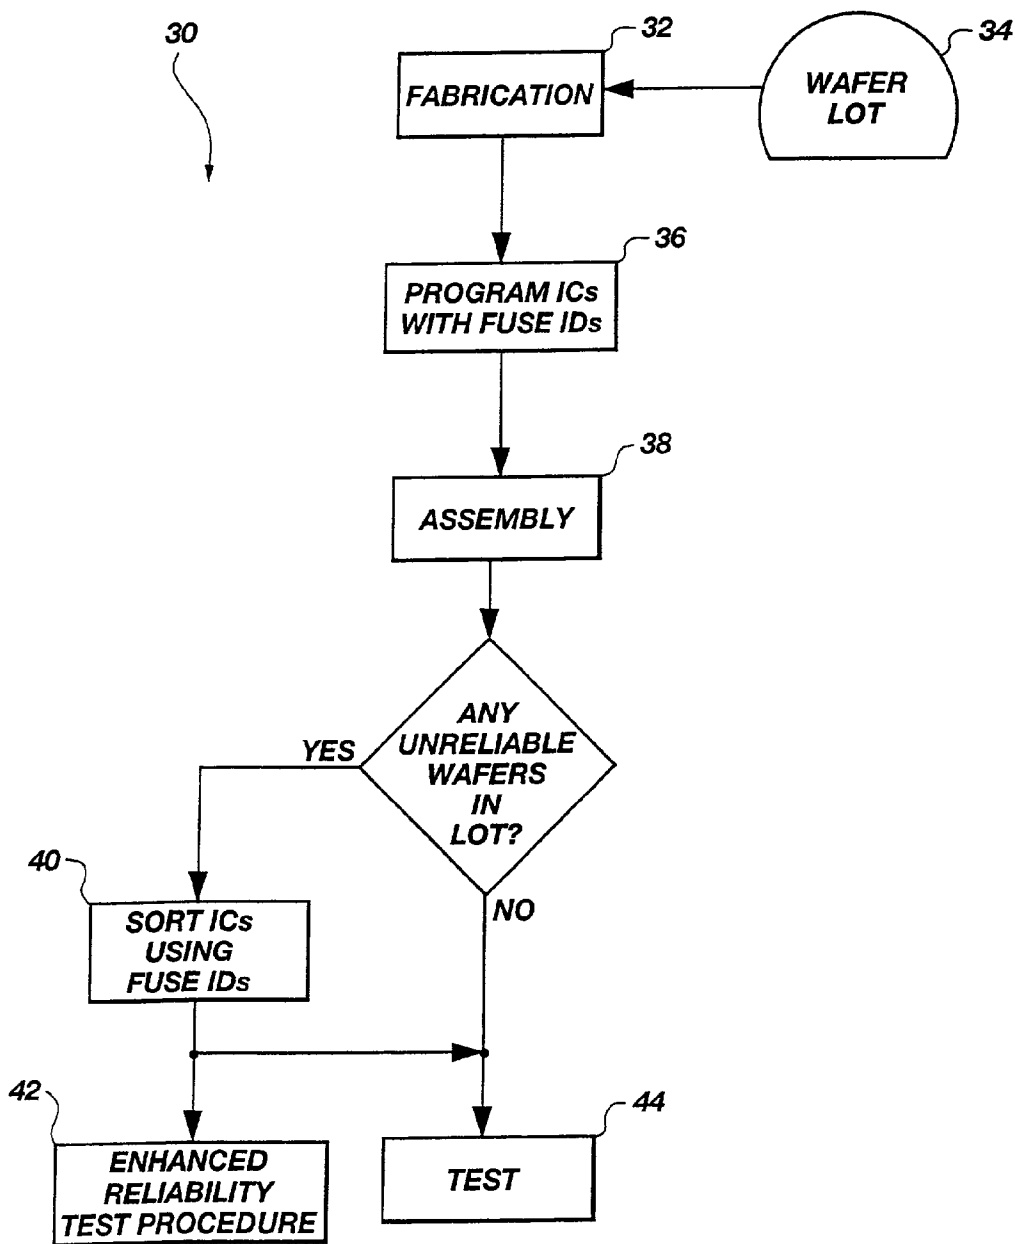 30
32
34
FABRICATION
WAFER
LOT
36
PROGRAM ICs
WITH FUSE IDs
38
ASSEMBLY
ANY
UNRELIABLE
WAFERS
IN
LOT?
YES
NO
40
SORT ICs
USING
FUSE IDs
42
44
ENHANCED
RELIABILITY
TEST PROCEDURE
TEST